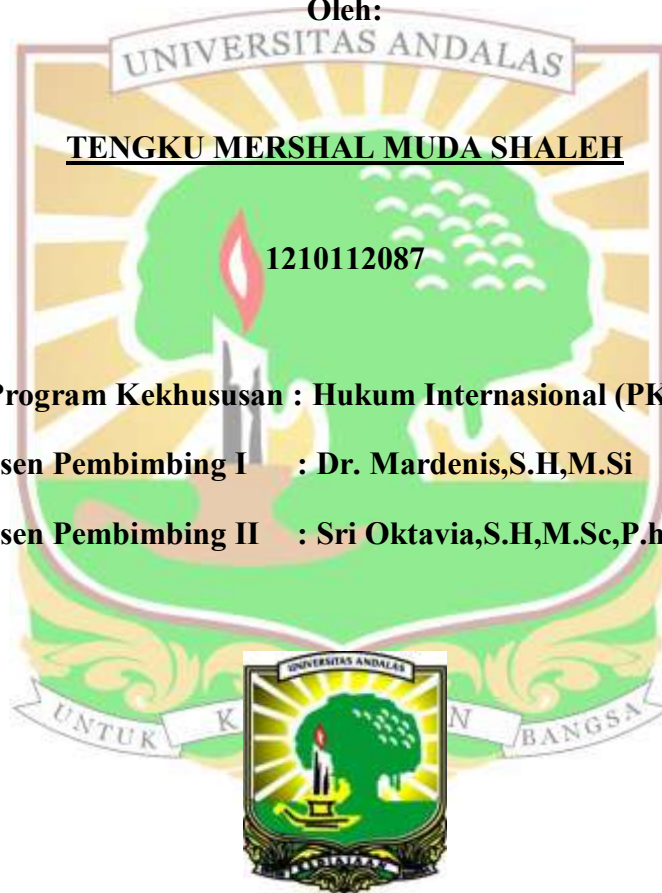 Oleh:
UNIVERSITAS ANDALAS
TENGKU MERSHAL MUDA SHALEH
1210112087
Program Kekhususan : Hukum Internasional (PK
sen Pembimbing I : Dr. Mardenis,S.H,M.Si
sen Pembimbing II : Sri Oktavia,S.H,M.Sc,P.h
UNIVERSITAS ANDALAS
UNTUK K N BANGSA
KEDJAJAAN